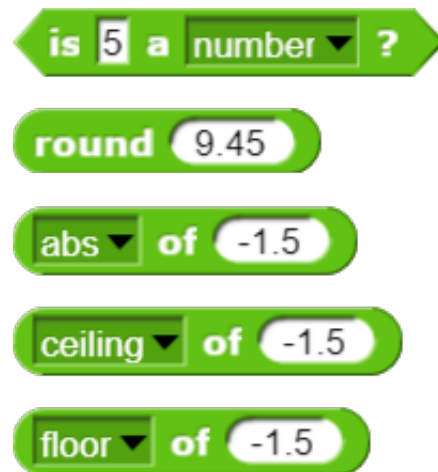 is 5 a number ?
round 9.45
abs of -1.5
ceiling of -1.5
floor of -1.5